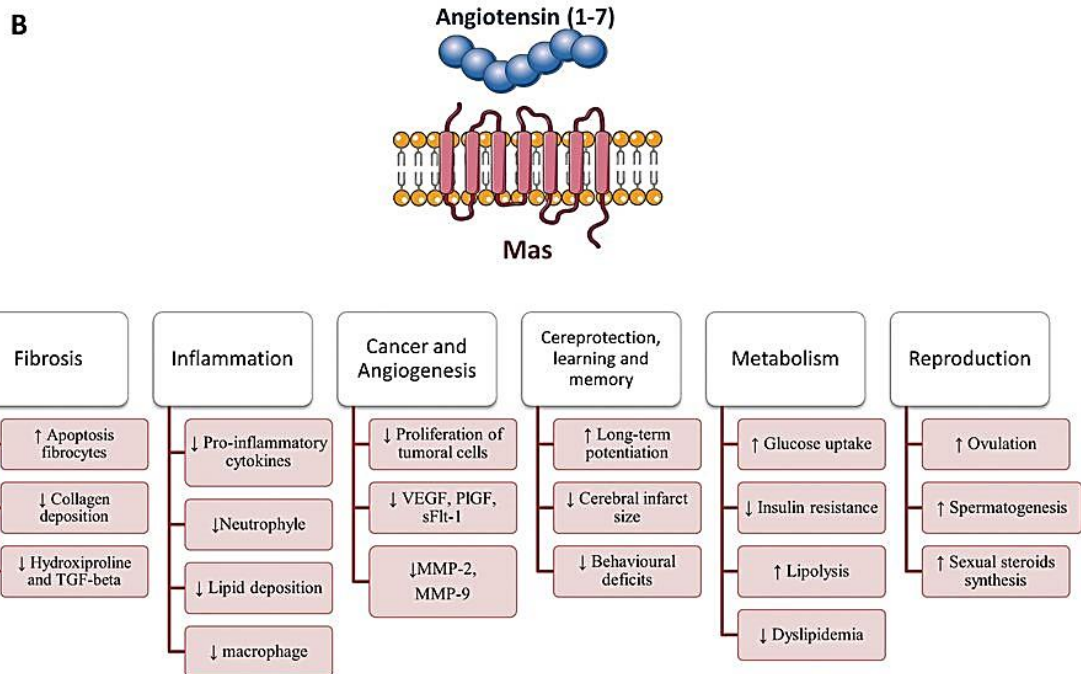 B
Angiotensin (1-7)
Mas
Fibrosis
↑ Apoptosis
fibrocytes
↓ Collagen
deposition
↓ Hydroxiproline
and TGF-beta
Inflammation
↓ Pro-inflammatory
cytokines
↓Neutrophyle
↓ Lipid deposition
↓ macrophage
Cancer and
Angiogenesis
↓ Proliferation of
tumoral cells
↓ VEGF, PlGF,
sFlt-1
↓MMP-2,
MMP-9
Cereprotection,
learning and
memory
↑ Long-term
potentiation
↓ Cerebral infarct
size
↓ Behavioural
deficits
Metabolism
↑ Glucose uptake
↓ Insulin resistance
↑ Lipolysis
↓ Dyslipidemia
Reproduction
↑ Ovulation
↑ Spermatogenesis
↑ Sexual steroids
synthesis